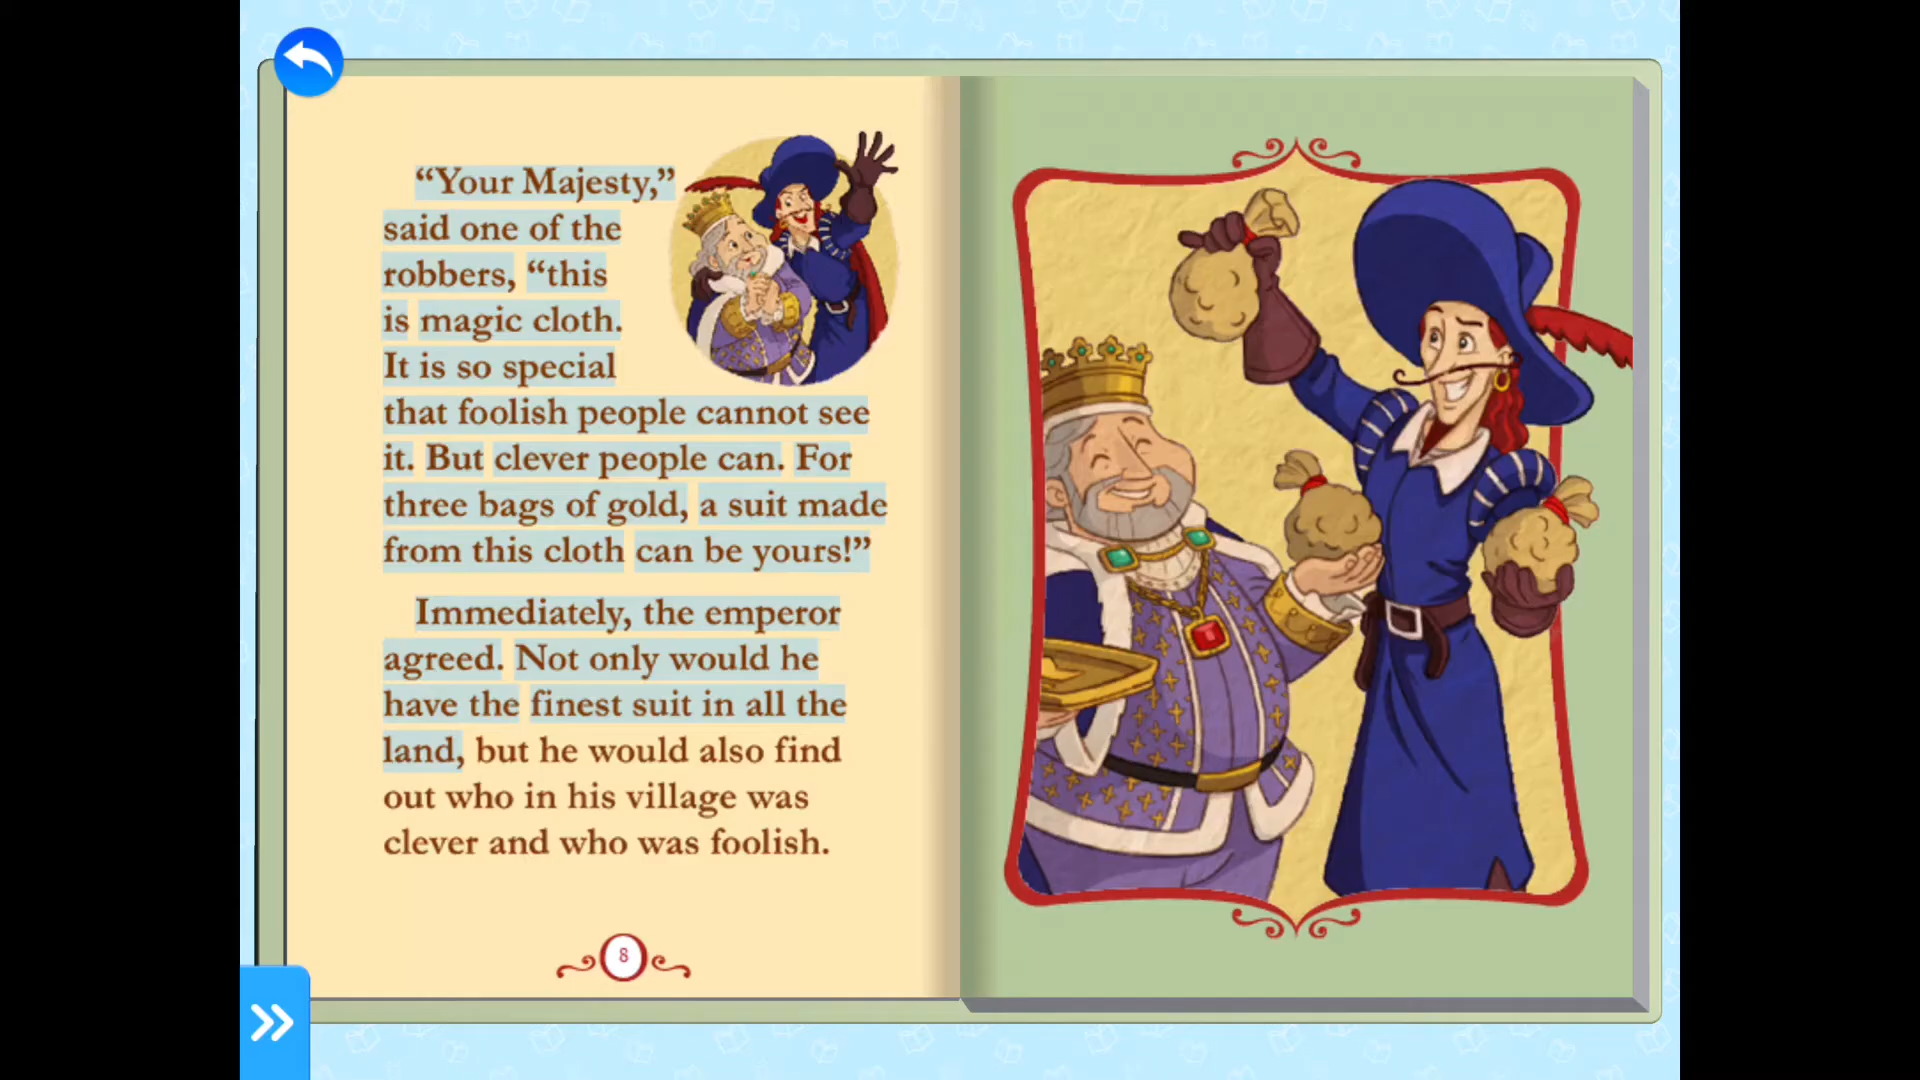 “Your Majesty,”
said one of the
robbers, “this
is magic cloth.
It is so special
that foolish people cannot see
it. But clever people can. For
three bags of gold, a suit made
from this cloth can be yours!”
Immediately, the emperor
agreed. Not only would he
have the finest suit in all the
land, but he would also find
out who in his village was
clever and who was foolish.
8